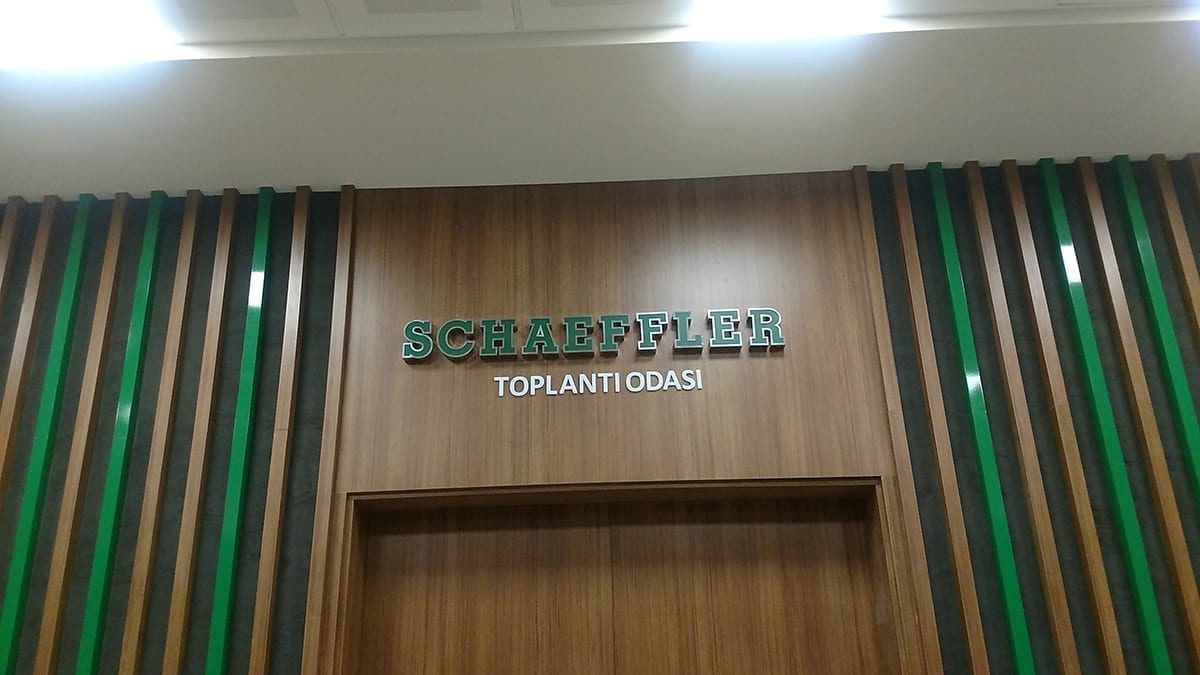 SCHAEFFLER
TOPLANTI ODASI